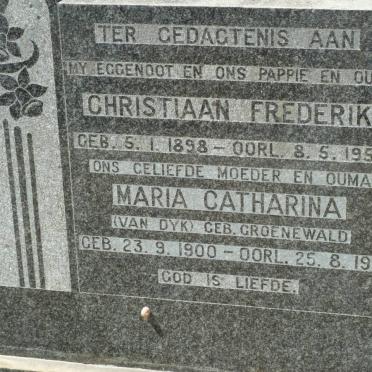 TER GEDAGTENIS AAN
MY EGGENOOT EN ONS PAPPIE EN
CHRISTIAAN FREDERIK
GEB. 5. 1. 1898 – OORL. 8. 5. 195
ONS GELIEFDE MOEDER EN OUMA
MARIA CATHARINA
(VAN DYK) GEB. GROENEWALD
GEB. 23. 9. 1900 – OORL. 25. 8. 19
GOD IS LIEFDE.